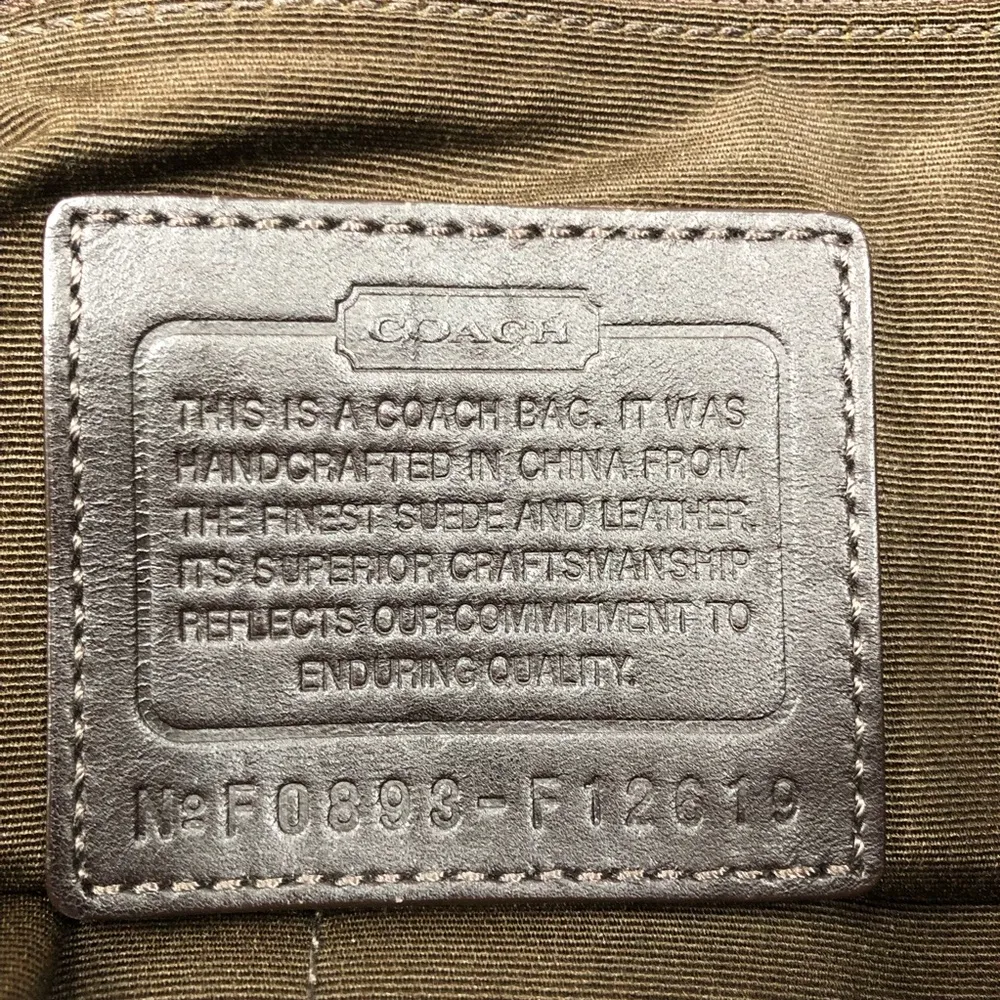 COACH
THIS IS A COACH BAG. IT WAS
HANDCRAFTED IN CHINA FROM
THE FINEST SUEDE AND LEATHER.
ITS SUPERIOR CRAFTSMANSHIP
REFLECTS OUR COMMITMENT TO
ENDURING QUALITY.
№ F0893-F12619